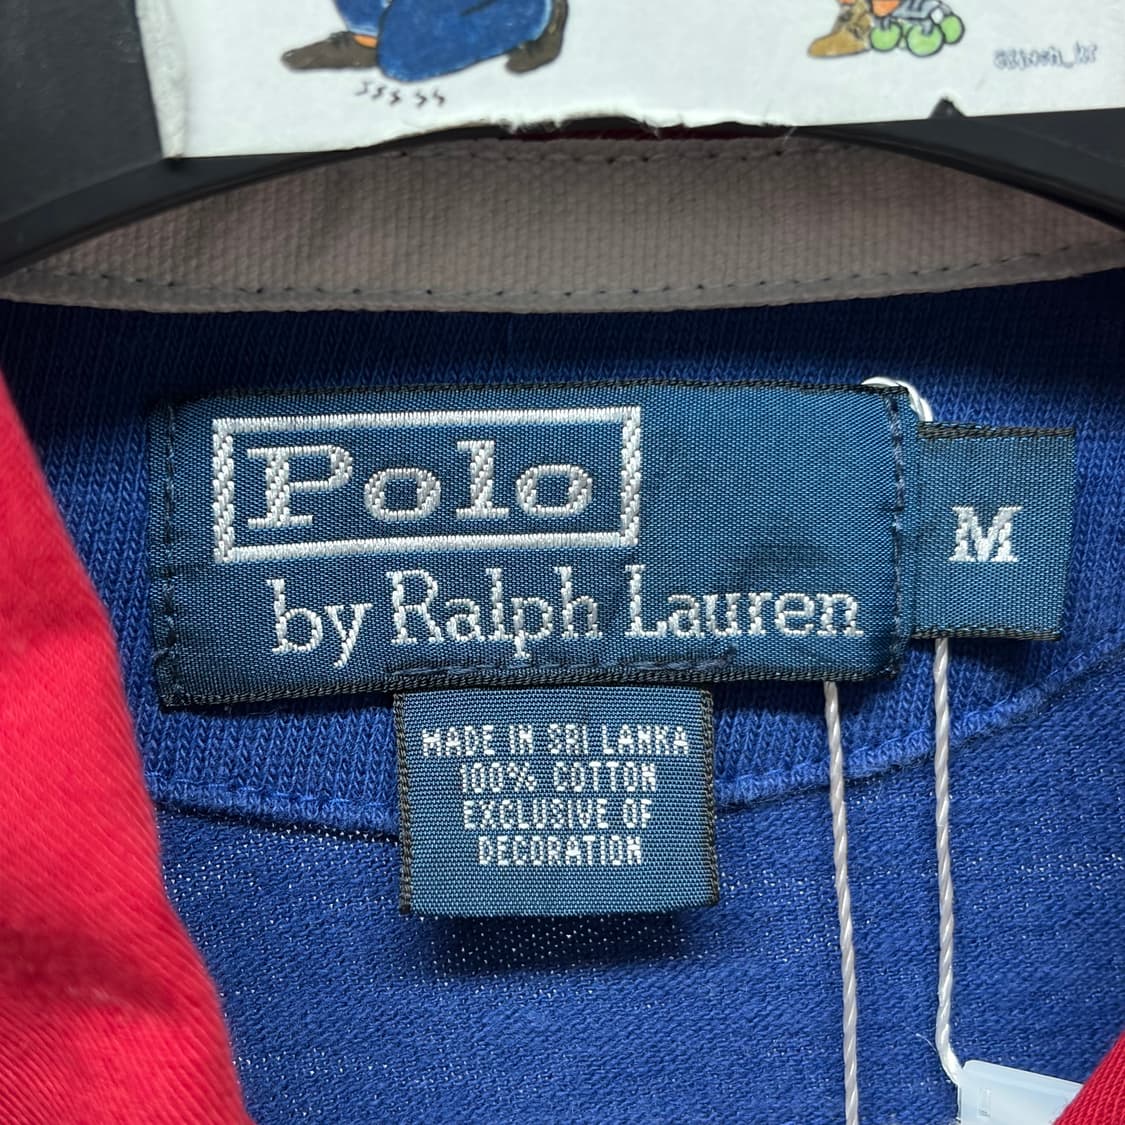 Polo
by Ralph Lauren
M
MADE IN SRI LANKA
100% COTTON
EXCLUSIVE OF
DECORATION